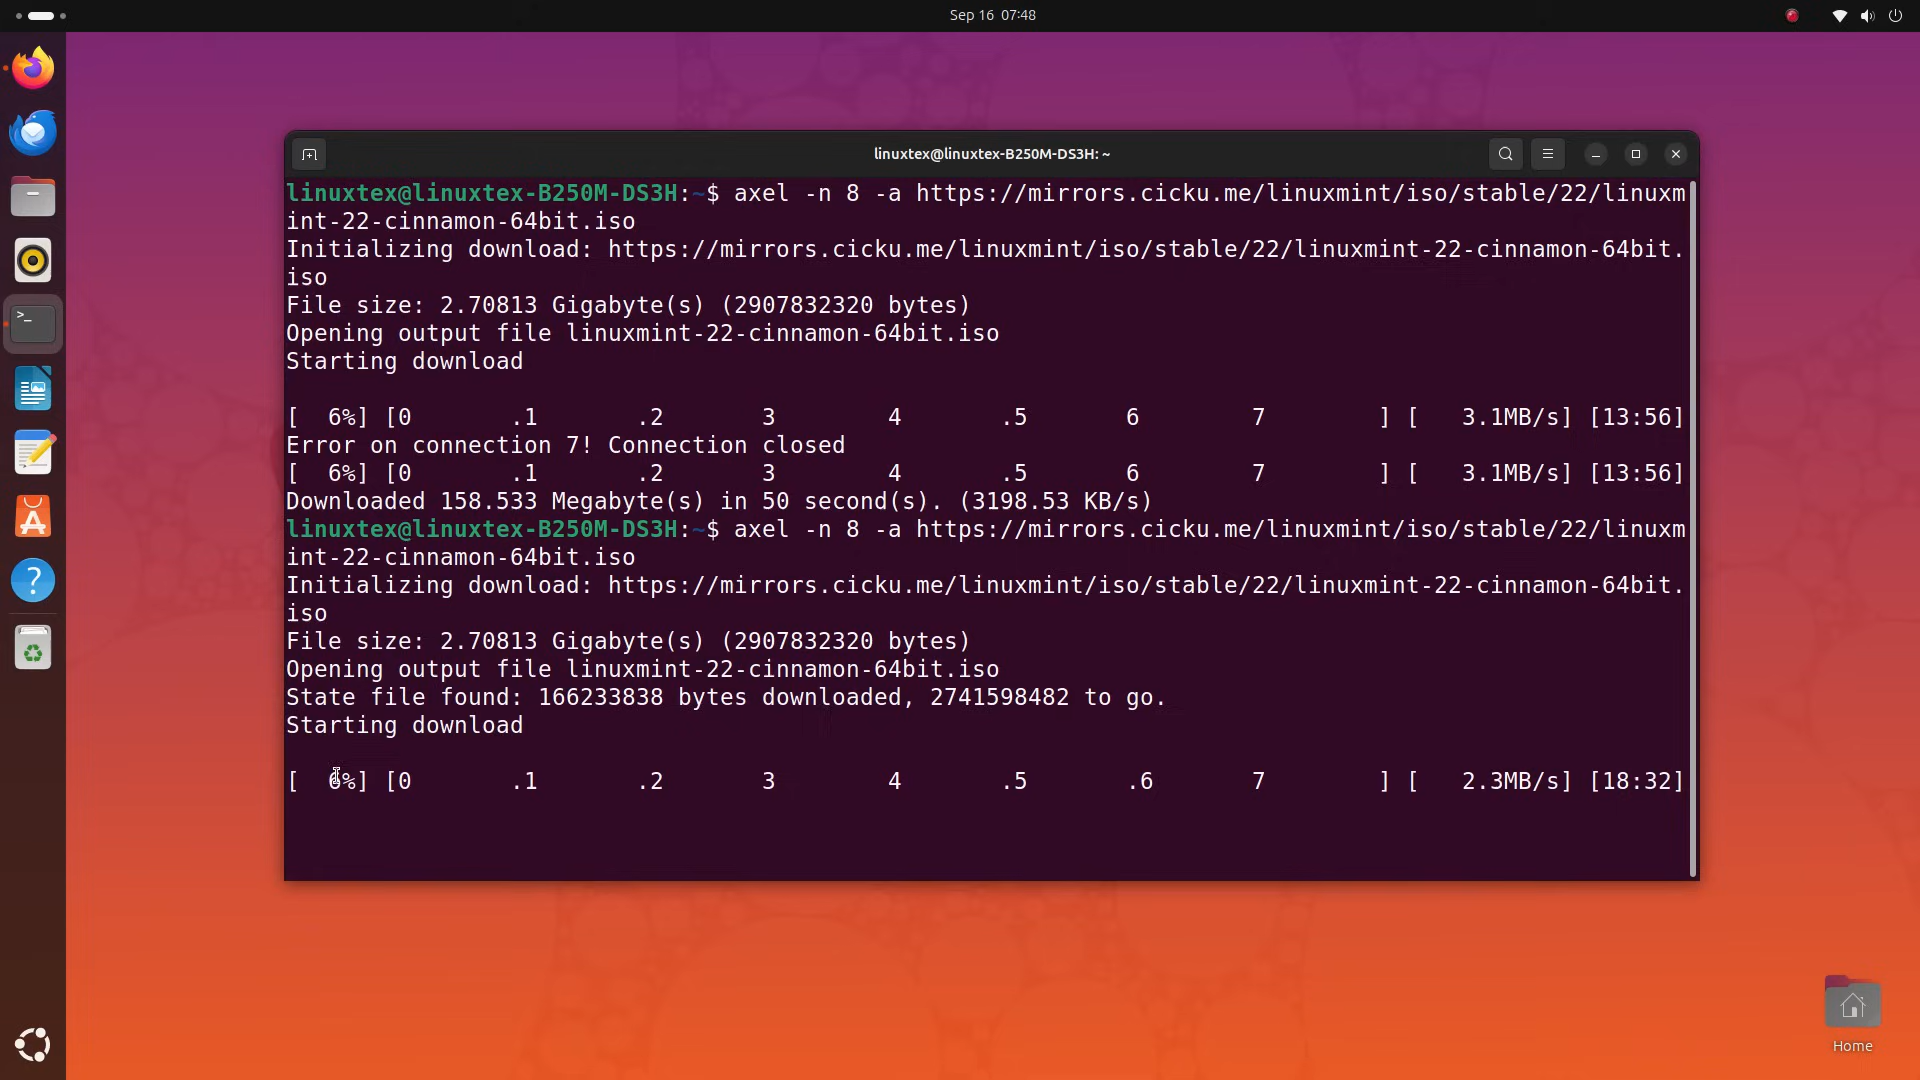 Sep 16 07:48
linuxtex@linuxtex-B250M-DS3H: ~
linuxtex@linuxtex-B250M-DS3H:~$ axel -n 8 -a https://mirrors.cicku.me/linuxmint/iso/stable/22/linuxm
int-22-cinnamon-64bit.iso
Initializing download: https://mirrors.cicku.me/linuxmint/iso/stable/22/linuxmint-22-cinnamon-64bit.
iso
File size: 2.70813 Gigabyte(s) (2907832320 bytes)
Opening output file linuxmint-22-cinnamon-64bit.iso
Starting download
[  6%] [0       .1       .2       3        4       .5       6        7        ] [   3.1MB/s] [13:56]
Error on connection 7! Connection closed
[  6%] [0       .1       .2       3        4       .5       6        7        ] [   3.1MB/s] [13:56]
Downloaded 158.533 Megabyte(s) in 50 second(s). (3198.53 KB/s)
linuxtex@linuxtex-B250M-DS3H:~$ axel -n 8 -a https://mirrors.cicku.me/linuxmint/iso/stable/22/linuxm
int-22-cinnamon-64bit.iso
Initializing download: https://mirrors.cicku.me/linuxmint/iso/stable/22/linuxmint-22-cinnamon-64bit.
iso
File size: 2.70813 Gigabyte(s) (2907832320 bytes)
Opening output file linuxmint-22-cinnamon-64bit.iso
State file found: 166233838 bytes downloaded, 2741598482 to go.
Starting download
[  6%] [0       .1       .2       3        4       .5       .6       7        ] [   2.3MB/s] [18:32]
Home